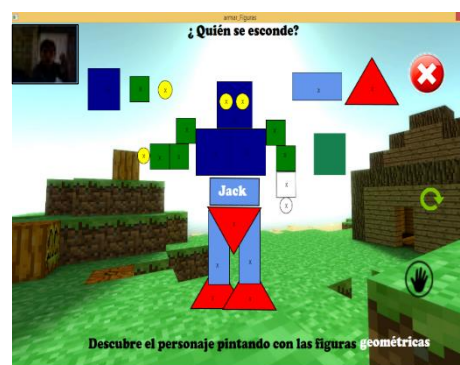 armar_figuras
¿ Quién se esconde?
x
x
x
x
x
x
x
x
x
x
Jack
x
x
x
x
Descubre el personaje pintando con las figuras geométricas